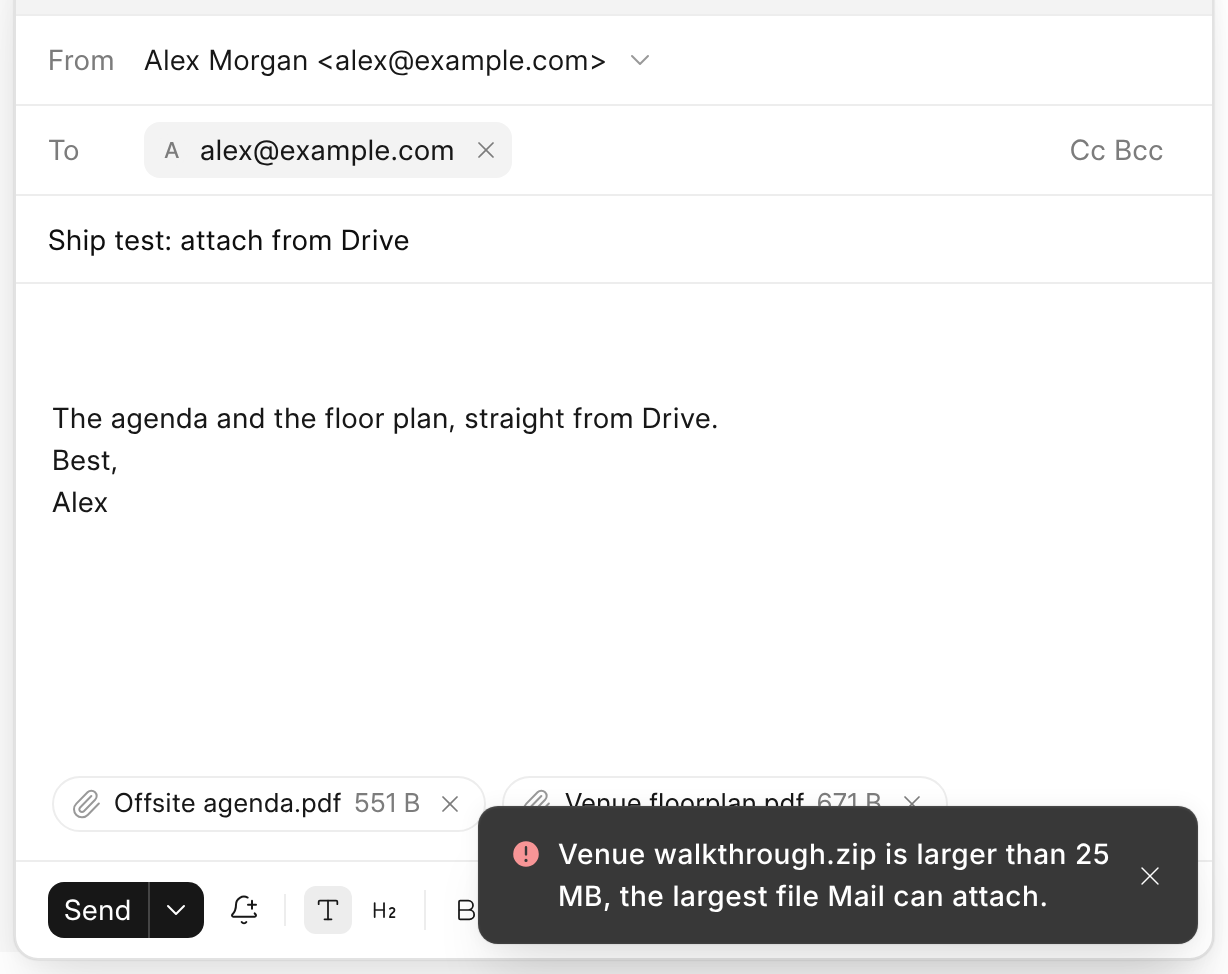 From Alex Morgan <alex@example.com>
To A alex@example.com Cc Bcc
Ship test: attach from Drive
The agenda and the floor plan, straight from Drive.
Best,
Alex
Offsite agenda.pdf 551 B
Venue floorplan.pdf 671 B
Venue walkthrough.zip is larger than 25
MB, the largest file Mail can attach.
Send T H2 B